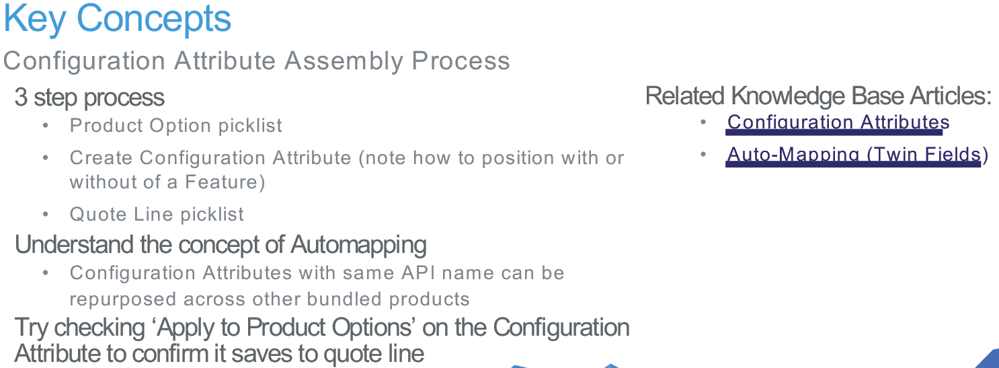 Key Concepts
Configuration Attribute Assembly Process
3 step process
• Product Option picklist
• Create Configuration Attribute (note how to position with or
without of a Feature)
• Quote Line picklist
Understand the concept of Automapping
• Configuration Attributes with same API name can be
repurposed across other bundled products
Try checking ‘Apply to Product Options’ on the Configuration
Attribute to confirm it saves to quote line
Related Knowledge Base Articles:
• Configuration Attributes
• Auto-Mapping (Twin Fields)